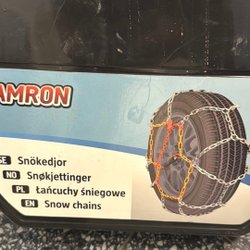 AMRON
SE Snökedjor
NO Snøkjettinger
PL Łańcuchy śniegowe
EN Snow chains